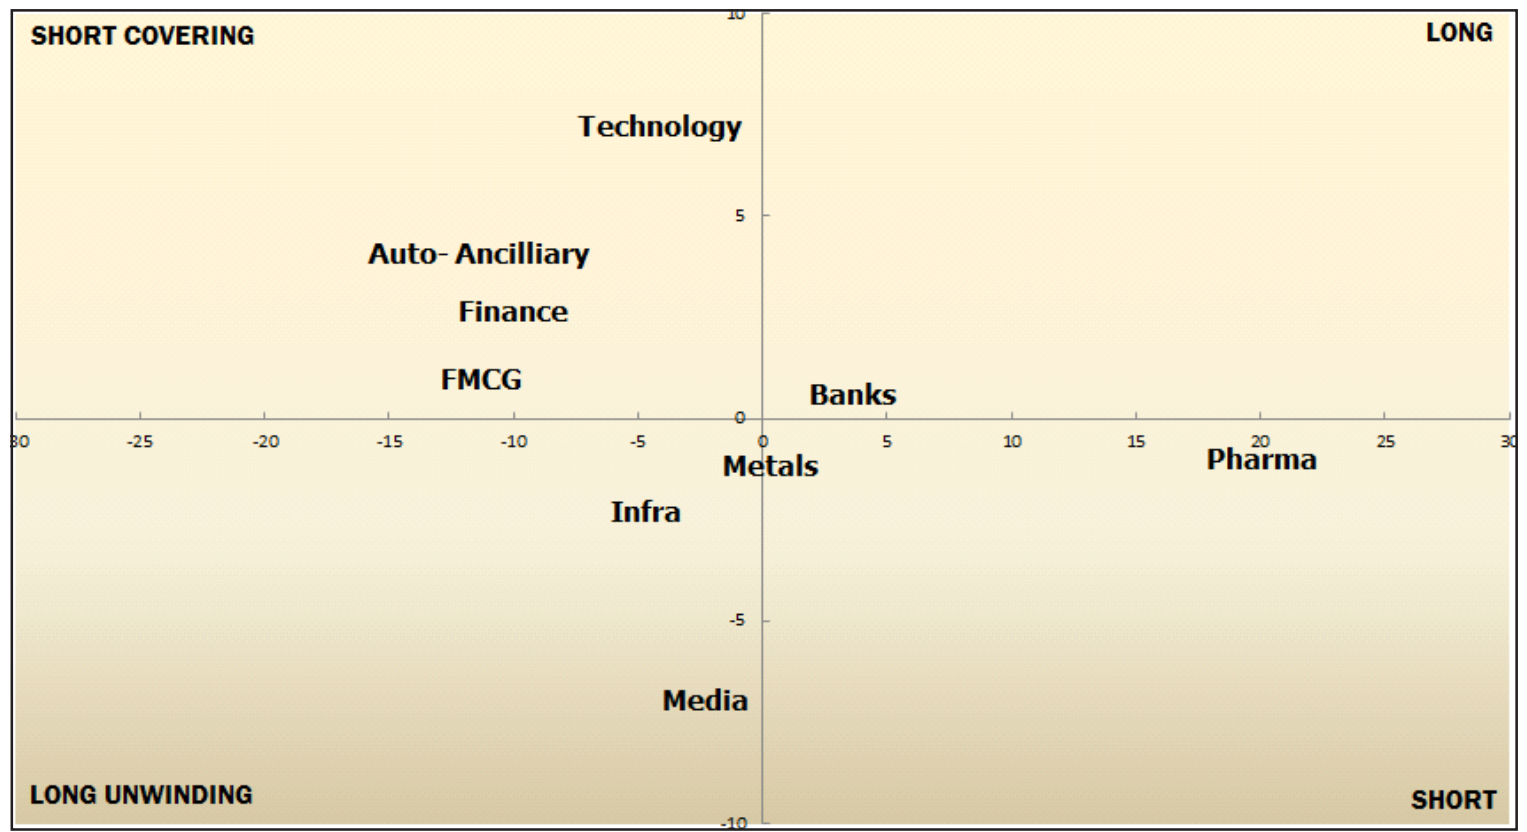 10
SHORT COVERING
LONG
Technology
5
Auto- Ancilliary
Finance
FMCG
Banks
0
30 -25 -20 -15 -10 -5 0 5 10 15 20 25 30
Metals
Pharma
Infra
-5
Media
LONG UNWINDING
SHORT
-10